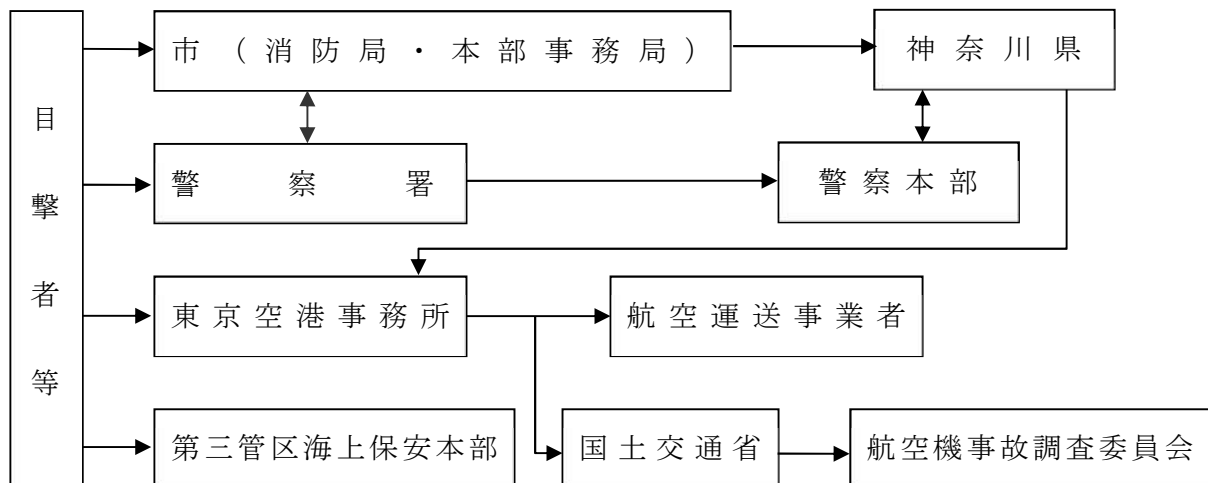 目撃者等
市（消防局・本部事務局）
神奈川県
警察署
警察本部
東京空港事務所
航空運送事業者
第三管区海上保安本部
国土交通省
航空機事故調査委員会